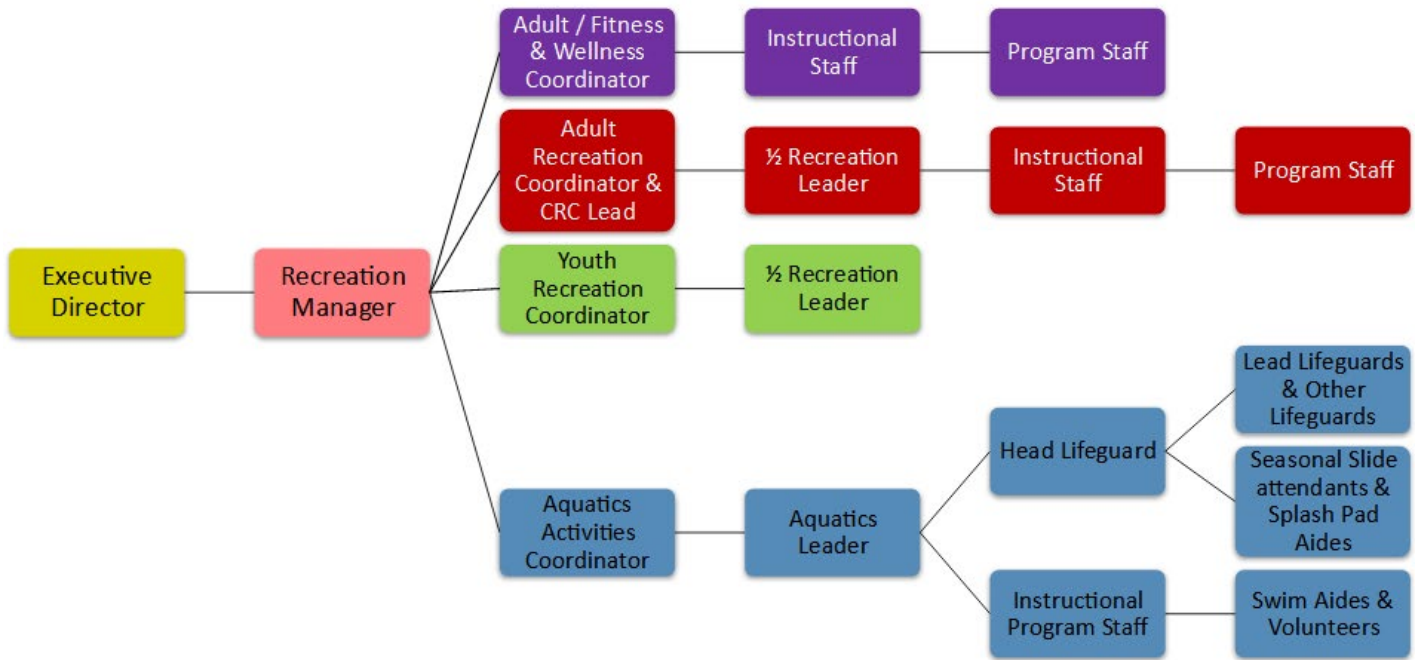 Adult / Fitness
& Wellness
Coordinator
Instructional
Staff
Program Staff
Adult
Recreation
Coordinator &
CRC Lead
½ Recreation
Leader
Instructional
Staff
Program Staff
Executive
Director
Recreation
Manager
Youth
Recreation
Coordinator
½ Recreation
Leader
Aquatics
Activities
Coordinator
Aquatics
Leader
Head Lifeguard
Lead Lifeguards
& Other
Lifeguards
Seasonal Slide
attendants &
Splash Pad
Aides
Instructional
Program Staff
Swim Aides &
Volunteers